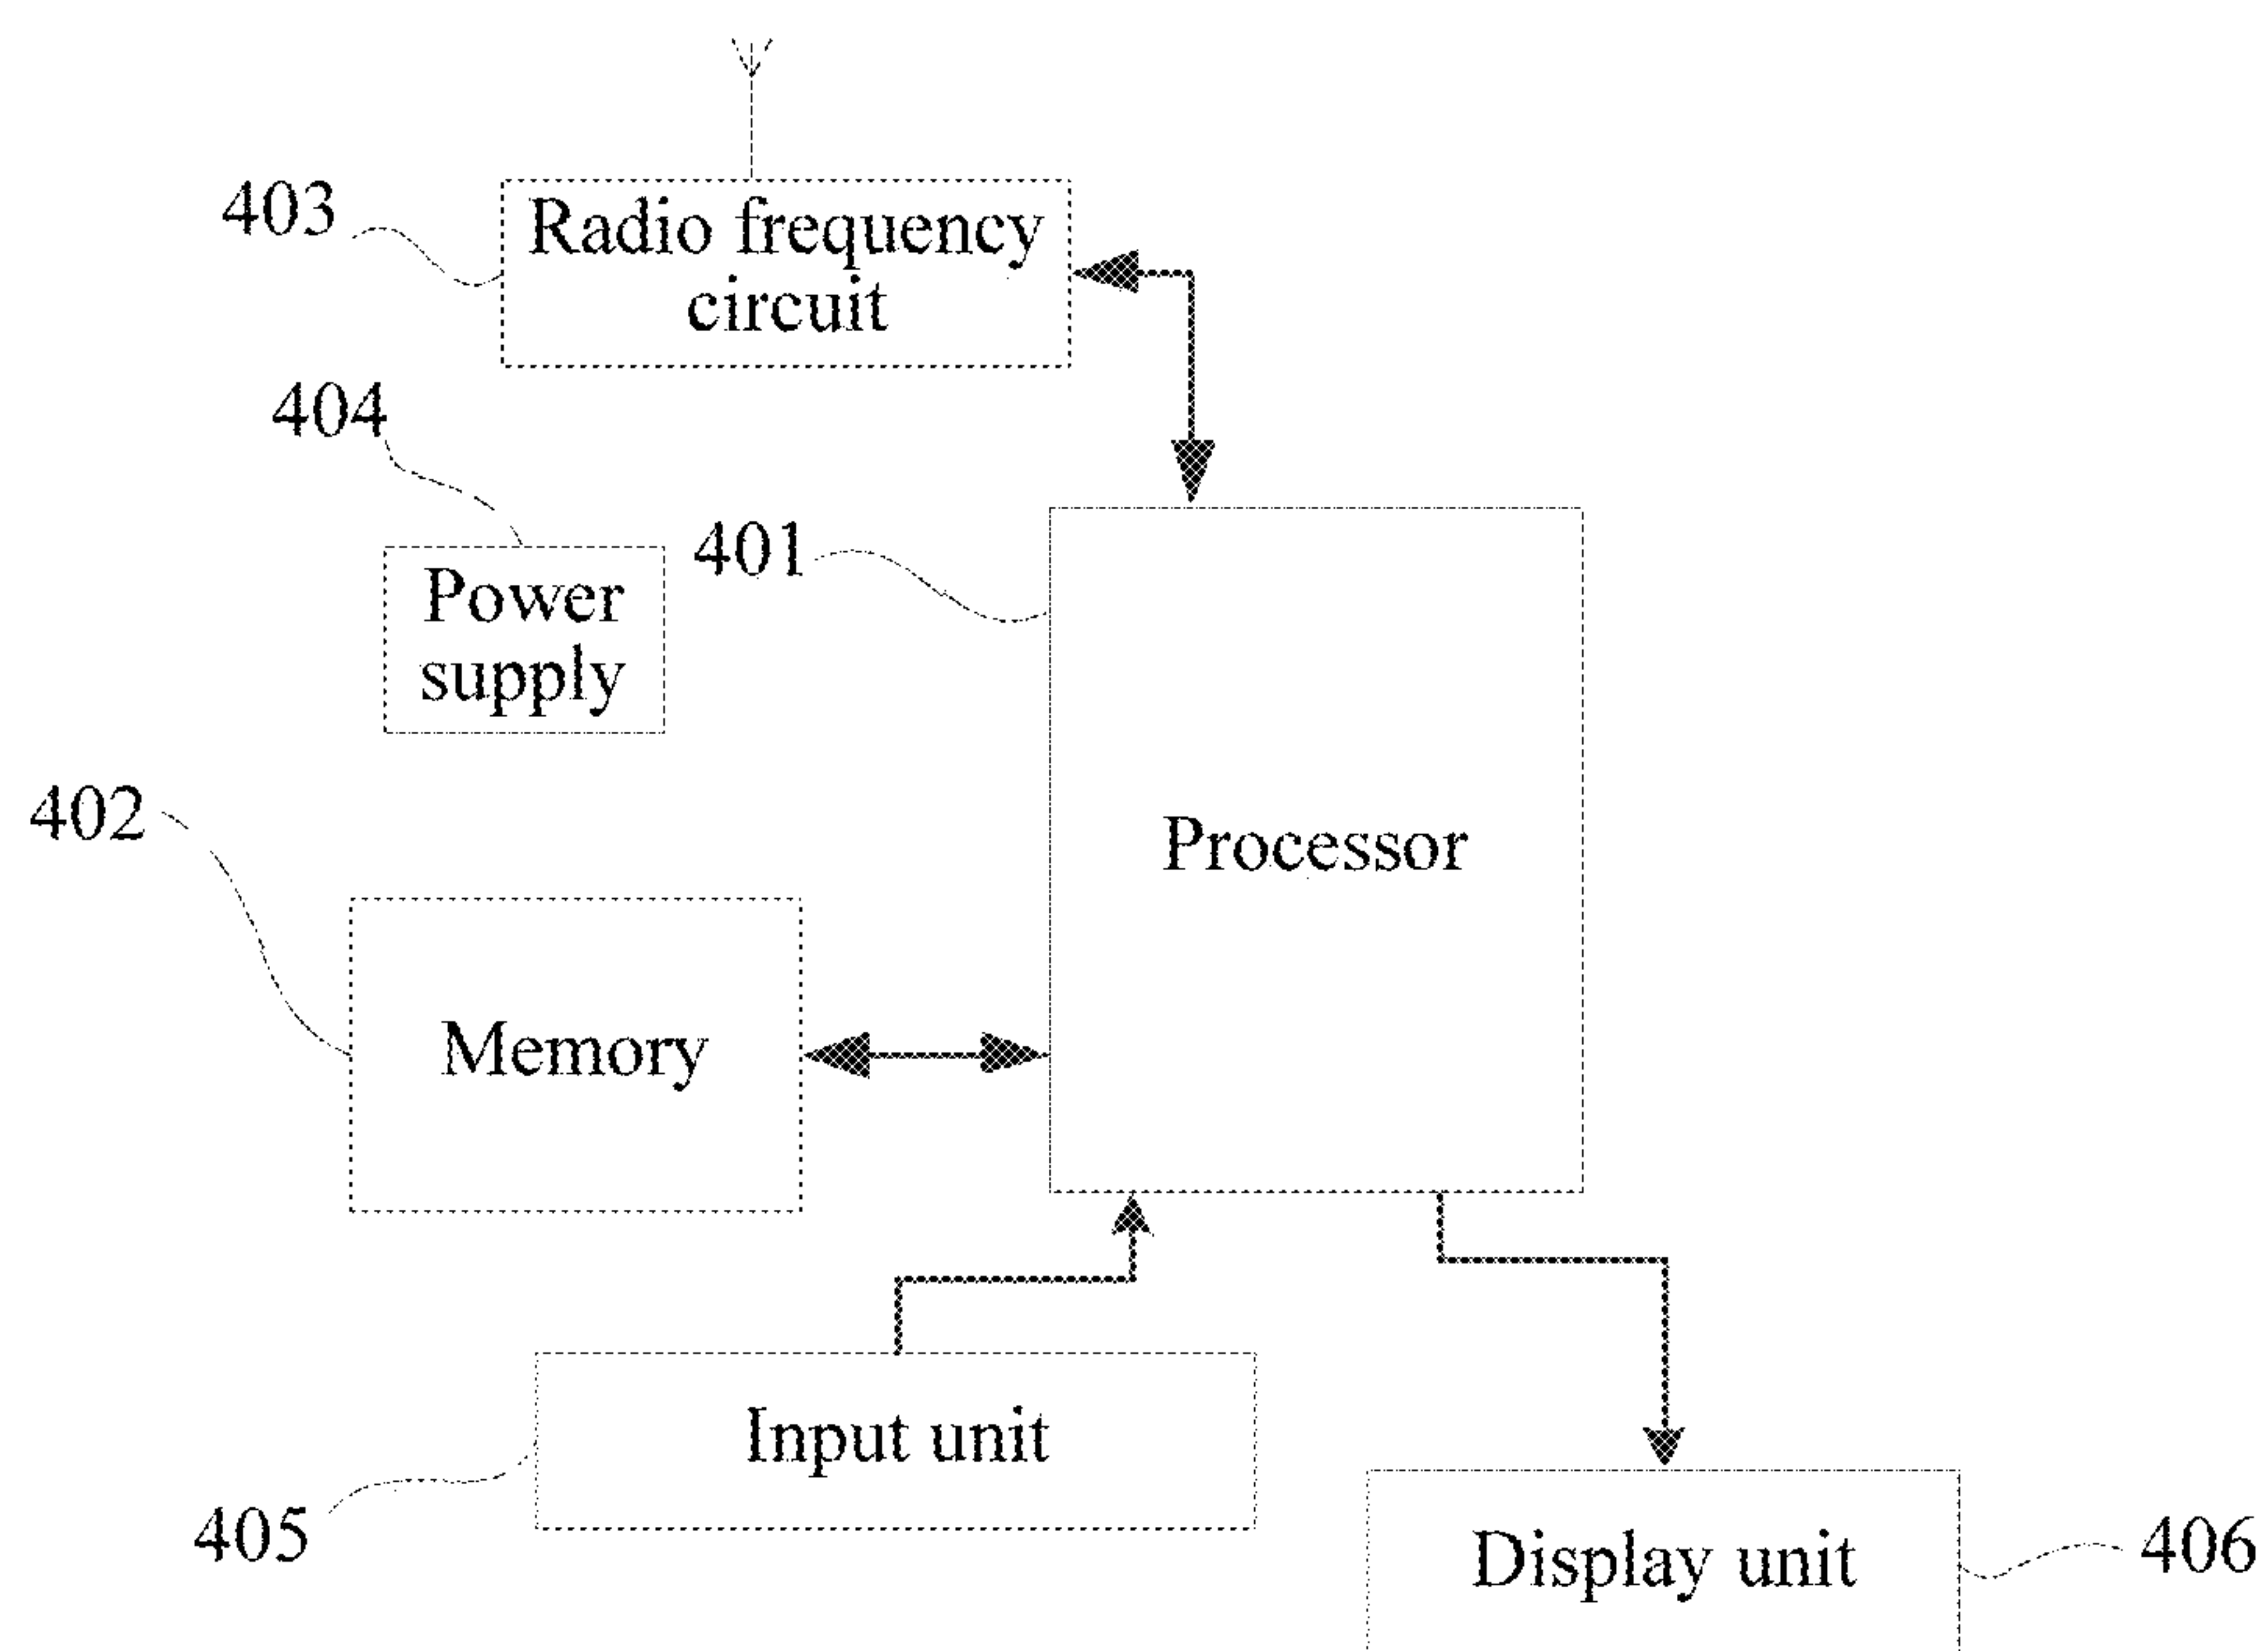 403
Radio frequency
circuit
404
Power
supply
401
Processor
402
Memory
Input unit
405
Display unit
406